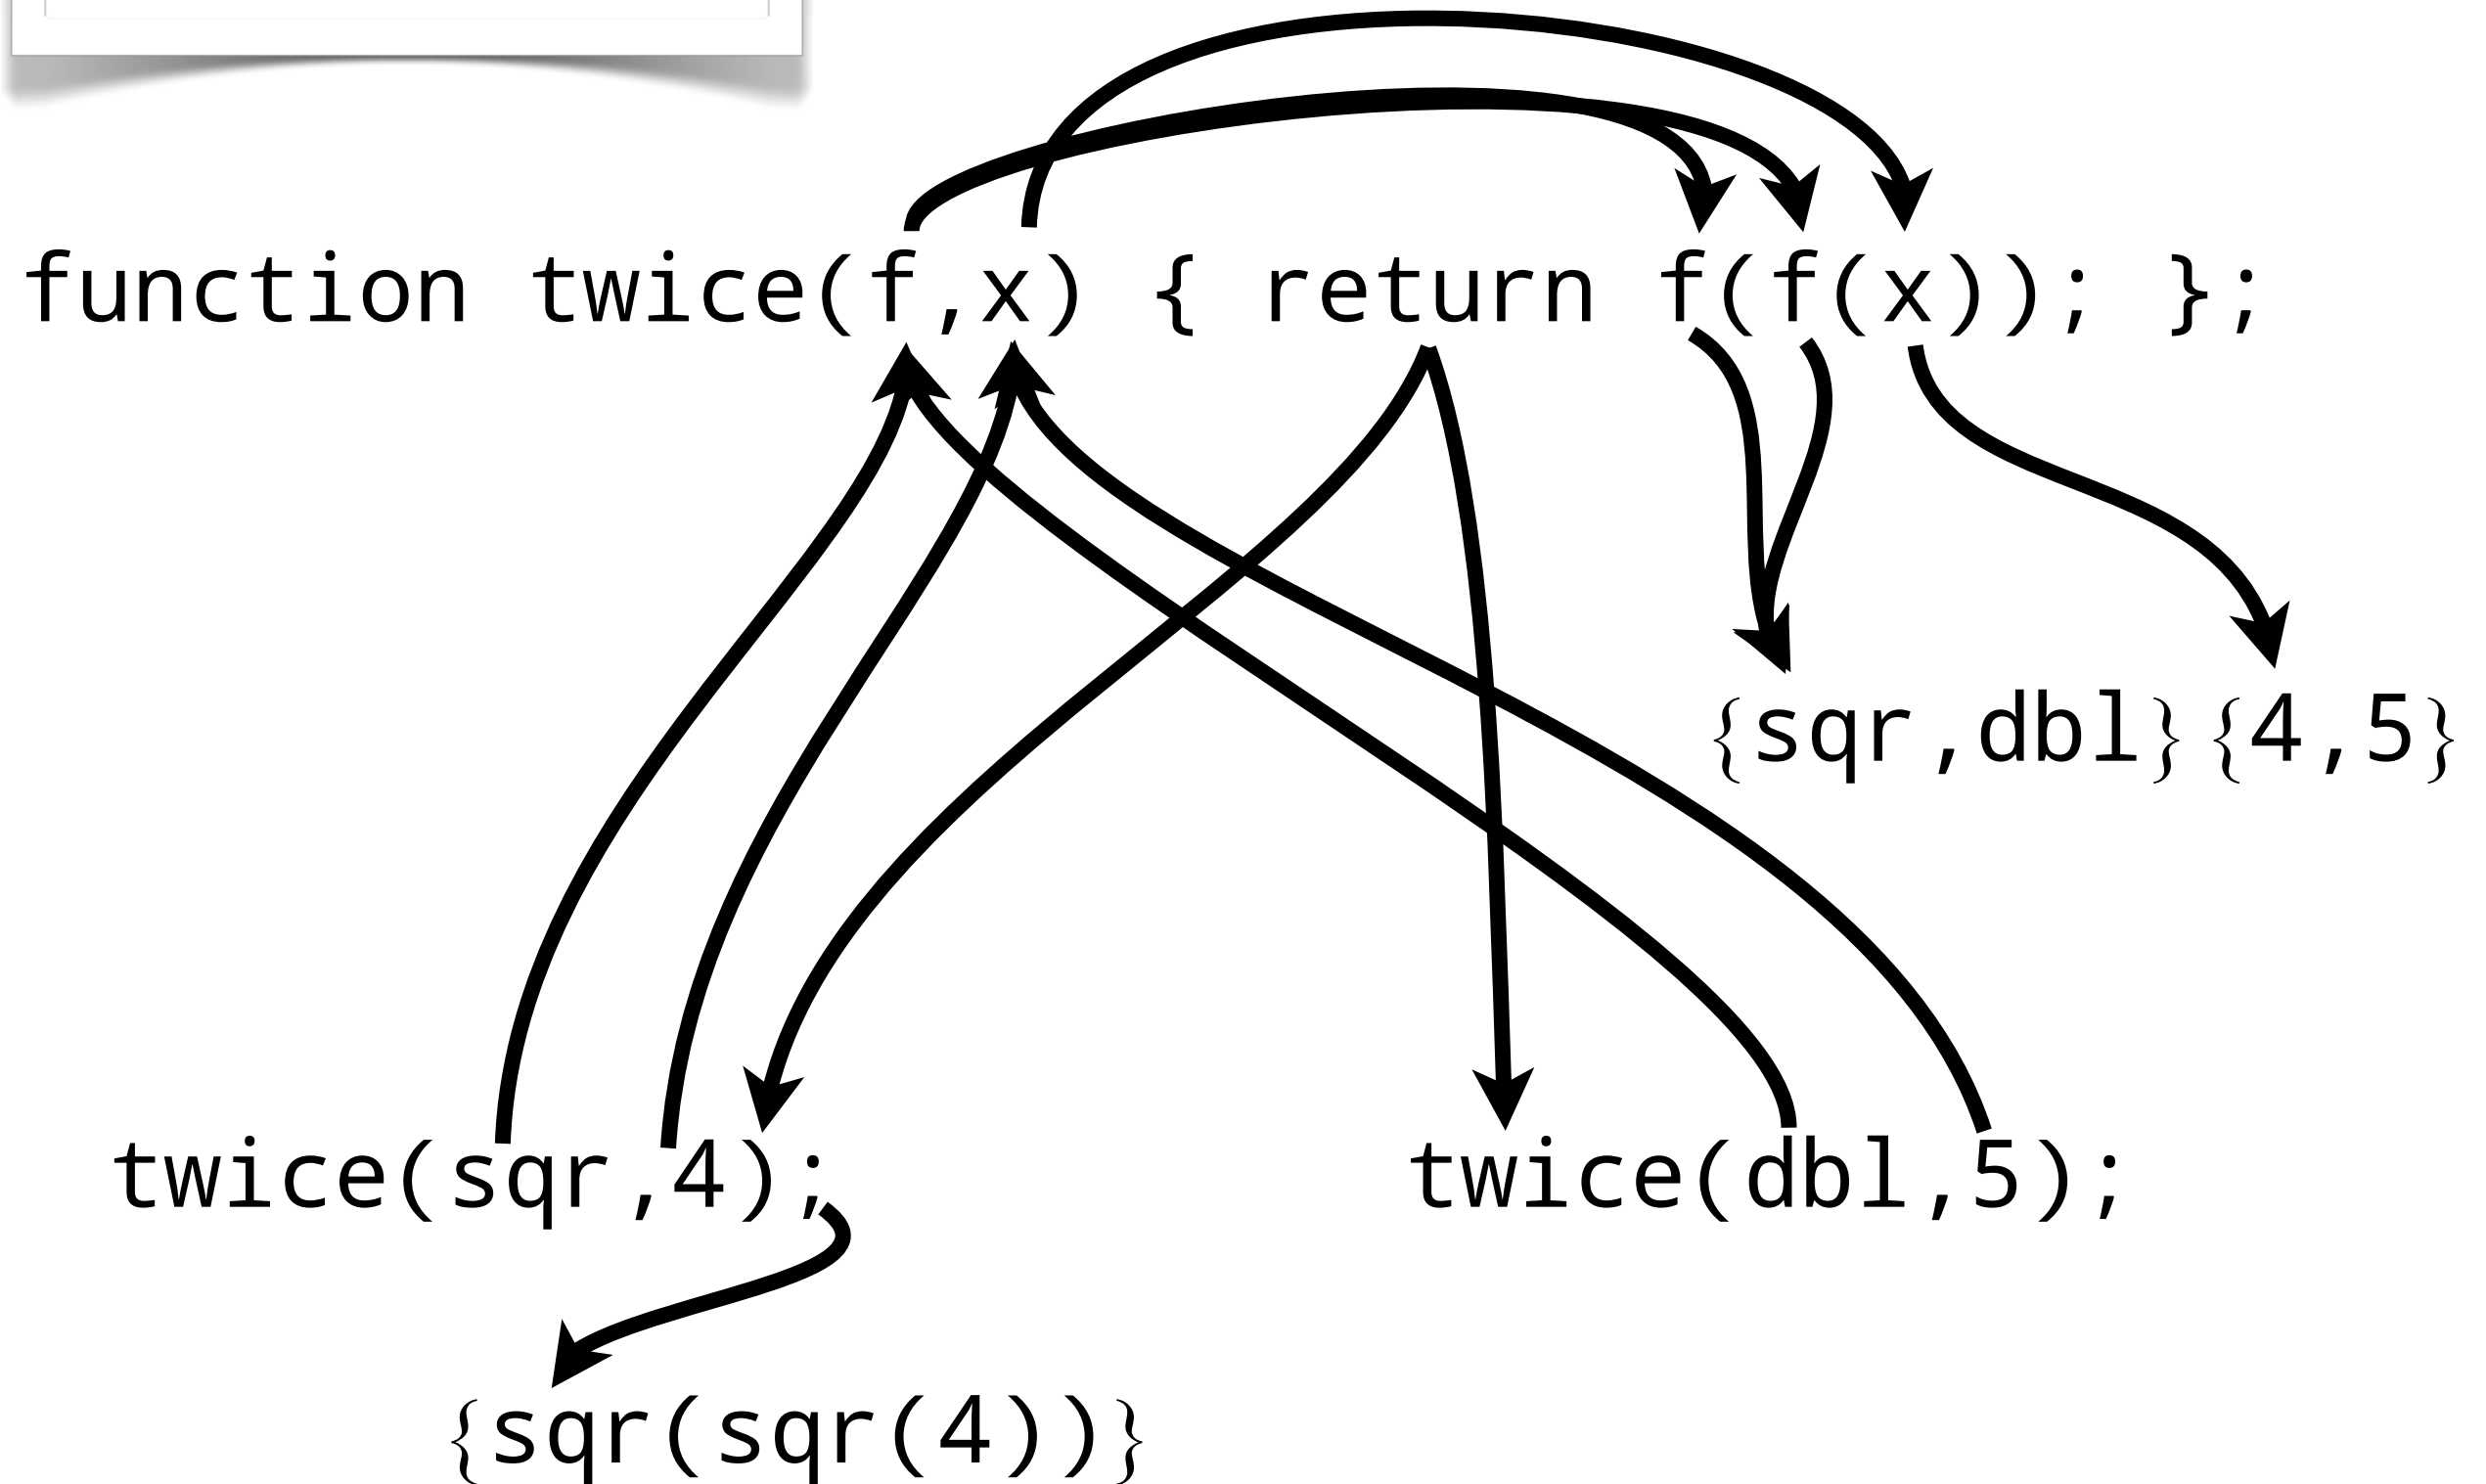 function twice(f,x) { return f(f(x)); };
{sqr,dbl}{4,5}
twice(sqr,4); twice(dbl,5);
{sqr(sqr(4))}